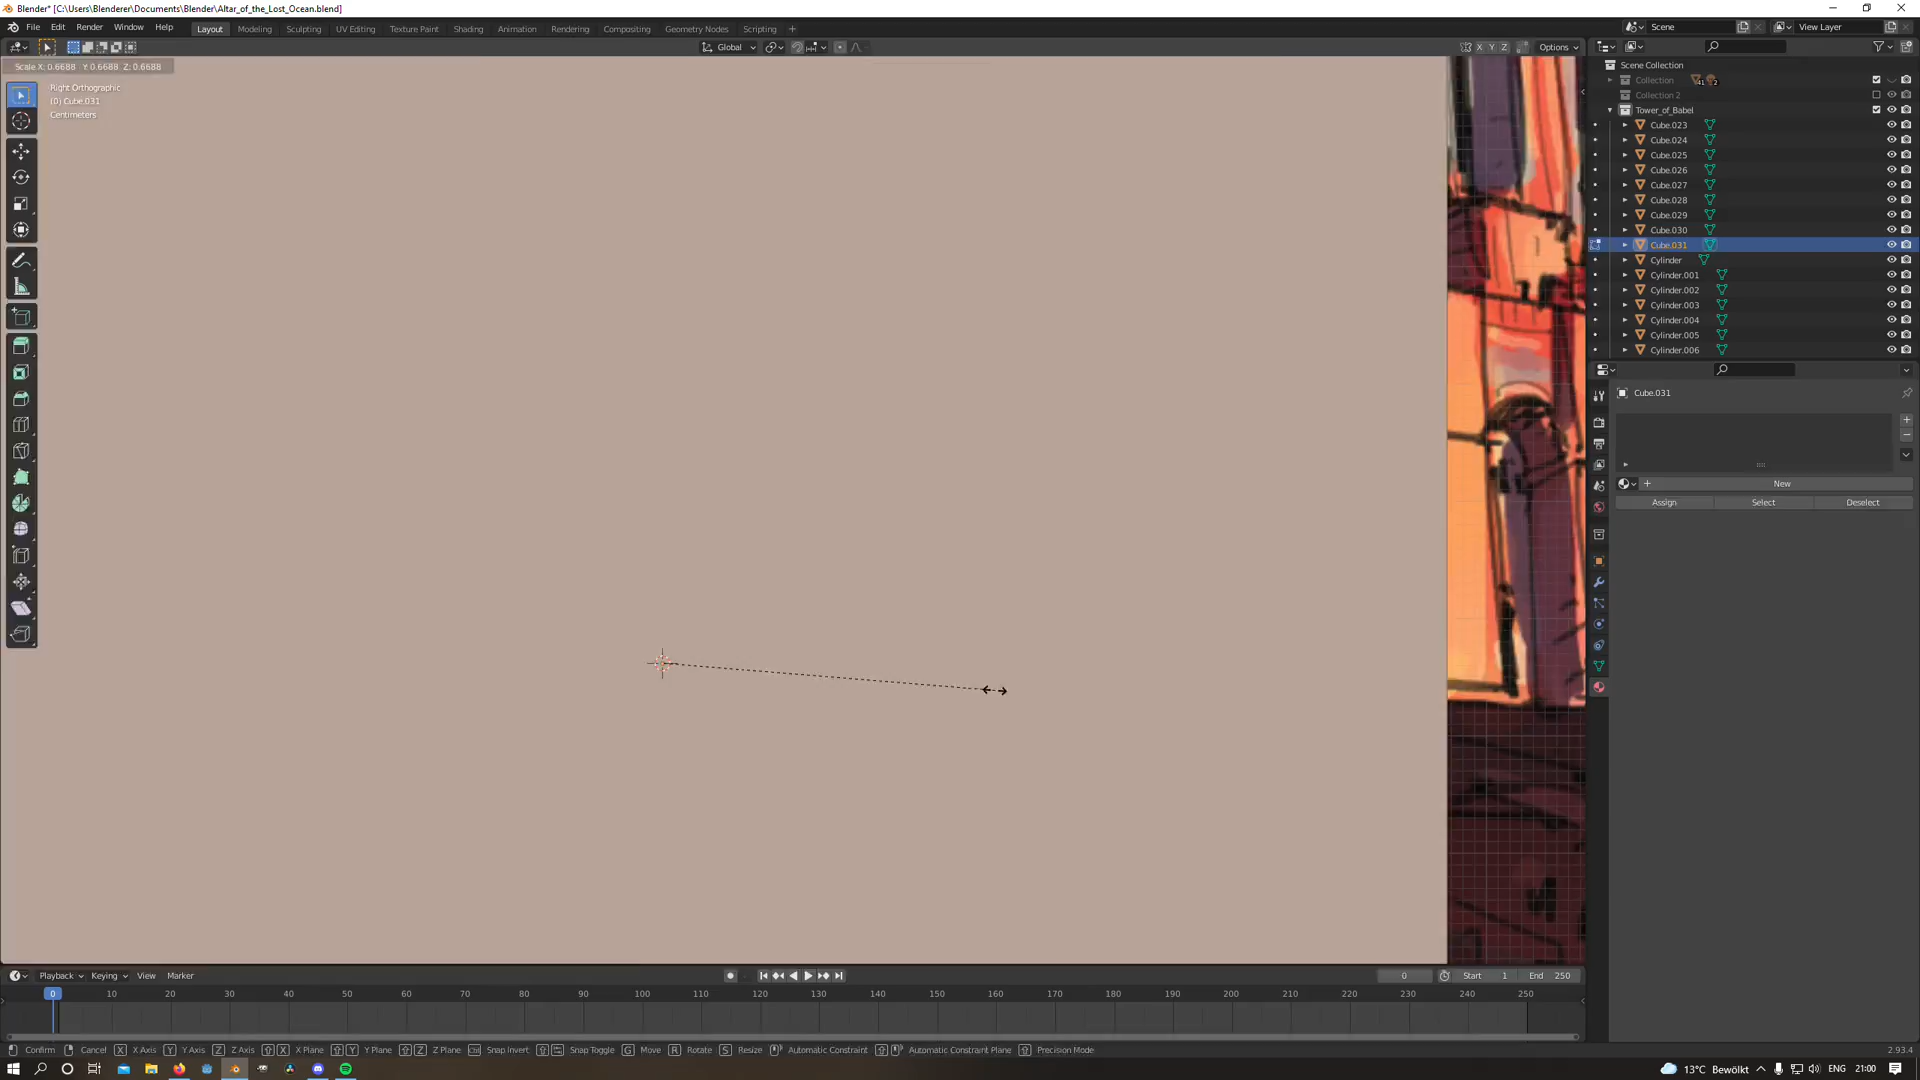 Blender* [C:\Users\Blenderer\Documents\Blender\Altar_of_the_Lost_Ocean.blend]
File Edit Render Window Help Layout Modeling Sculpting UV Editing Texture Paint Shading Animation Rendering Compositing Geometry Nodes Scripting + Scene View Layer
Global X Y Z Options
Scale X: 0.6688 Y: 0.6688 Z: 0.6688
Right Orthographic
(0) Cube.031
Centimeters
Scene Collection
Collection 41 2
Collection 2
Tower_of_Babel
Cube.023
Cube.024
Cube.025
Cube.026
Cube.027
Cube.028
Cube.029
Cube.030
Cube.031
Cylinder
Cylinder.001
Cylinder.002
Cylinder.003
Cylinder.004
Cylinder.005
Cylinder.006
Cube.031
New
Assign Select Deselect
Playback Keying View Marker 0 Start 1 End 250
0 10 20 30 40 50 60 70 80 90 100 110 120 130 140 150 160 170 180 190 200 210 220 230 240 250
Confirm Cancel X X Axis Y Y Axis Z Z Axis X X Plane Y Y Plane Z Z Plane Ctrl Snap Invert Snap Toggle G Move R Rotate S Resize Automatic Constraint Automatic Constraint Plane Precision Mode 2.93.4
13°C Bewölkt ENG 21:00